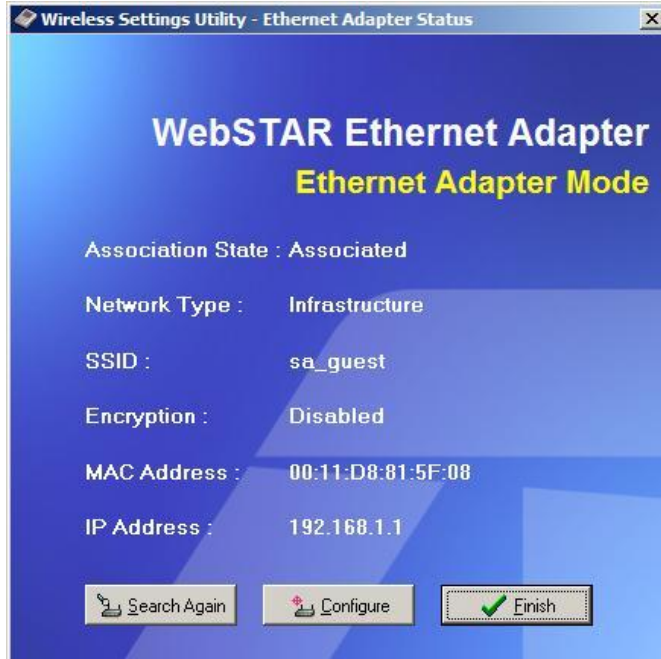 Wireless Settings Utility - Ethernet Adapter Status
WebSTAR Ethernet Adapter
Ethernet Adapter Mode
Association State : Associated
Network Type : Infrastructure
SSID : sa_guest
Encryption : Disabled
MAC Address : 00:11:D8:81:5F:08
IP Address : 192.168.1.1
Search Again Configure Finish